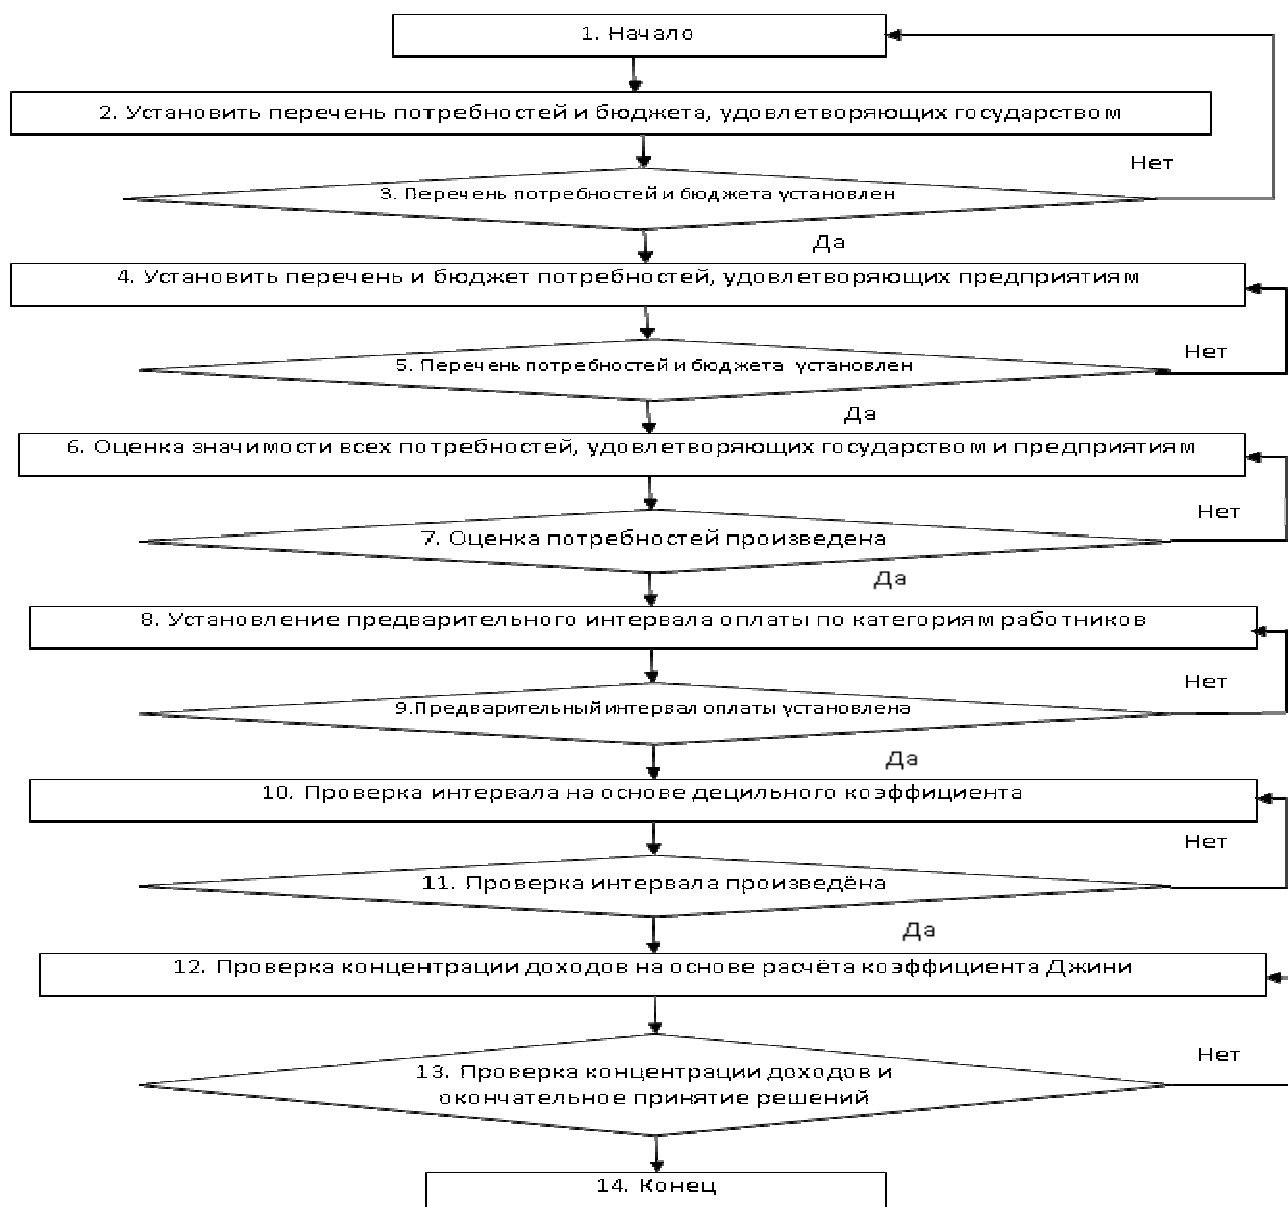 1. Начало
2. Установить перечень потребностей и бюджета, удовлетворяющих государством
Нет
3. Перечень потребностей и бюджета установлен
Да
4. Установить перечень и бюджет потребностей, удовлетворяющих предприятиям
Нет
5. Перечень потребностей и бюджета установлен
Да
6. Оценка значимости всех потребностей, удовлетворяющих государством и предприятиям
Нет
7. Оценка потребностей произведена
Да
8. Установление предварительного интервала оплаты по категориям работников
Нет
9.Предварительный интервал оплаты установлена
Да
10. Проверка интервала на основе децильного коэффициента
Нет
11. Проверка интервала произведёна
Да
12. Проверка концентрации доходов на основе расчёта коэффициента Джини
Нет
13. Проверка концентрации доходов и
окончательное принятие решений
14. Конец